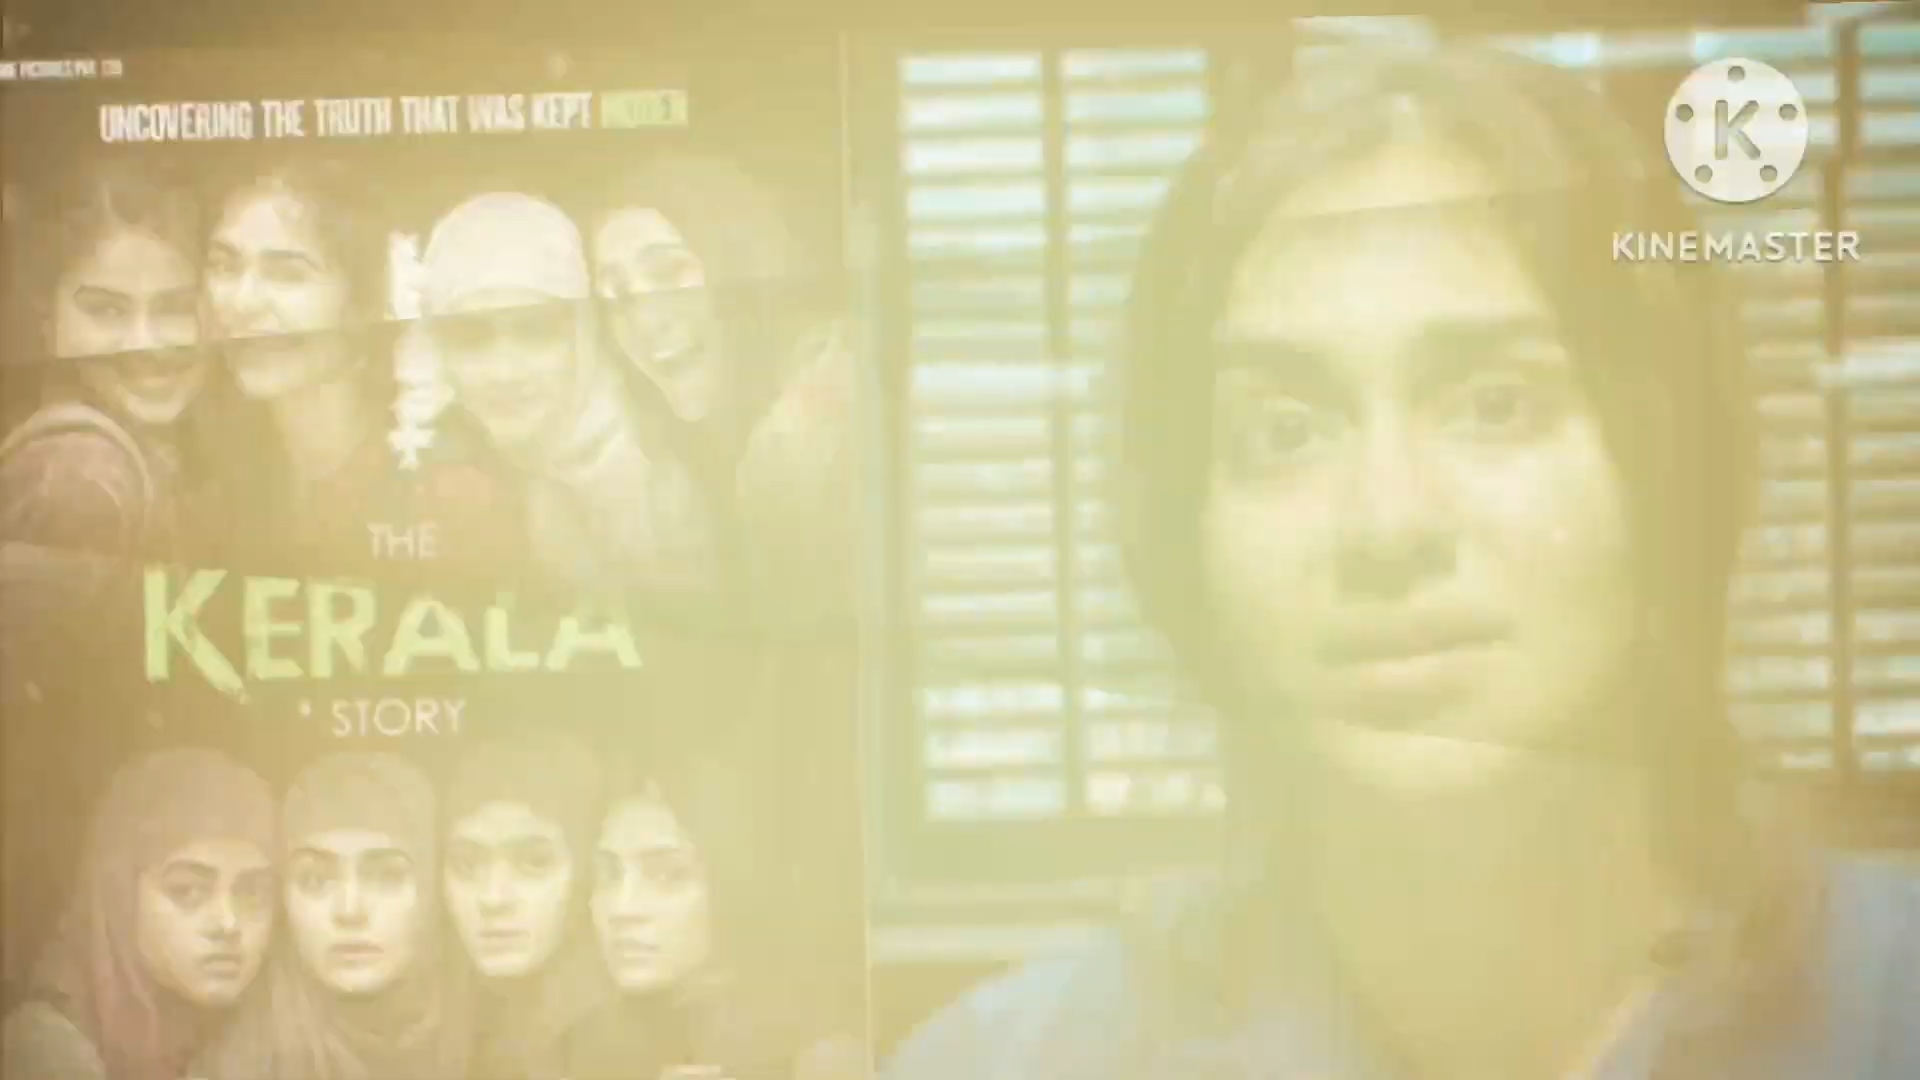 UNCOVERING THE TRUTH THAT WAS KEPT HIDDEN
THE
KERALA
STORY
K
KINEMASTER